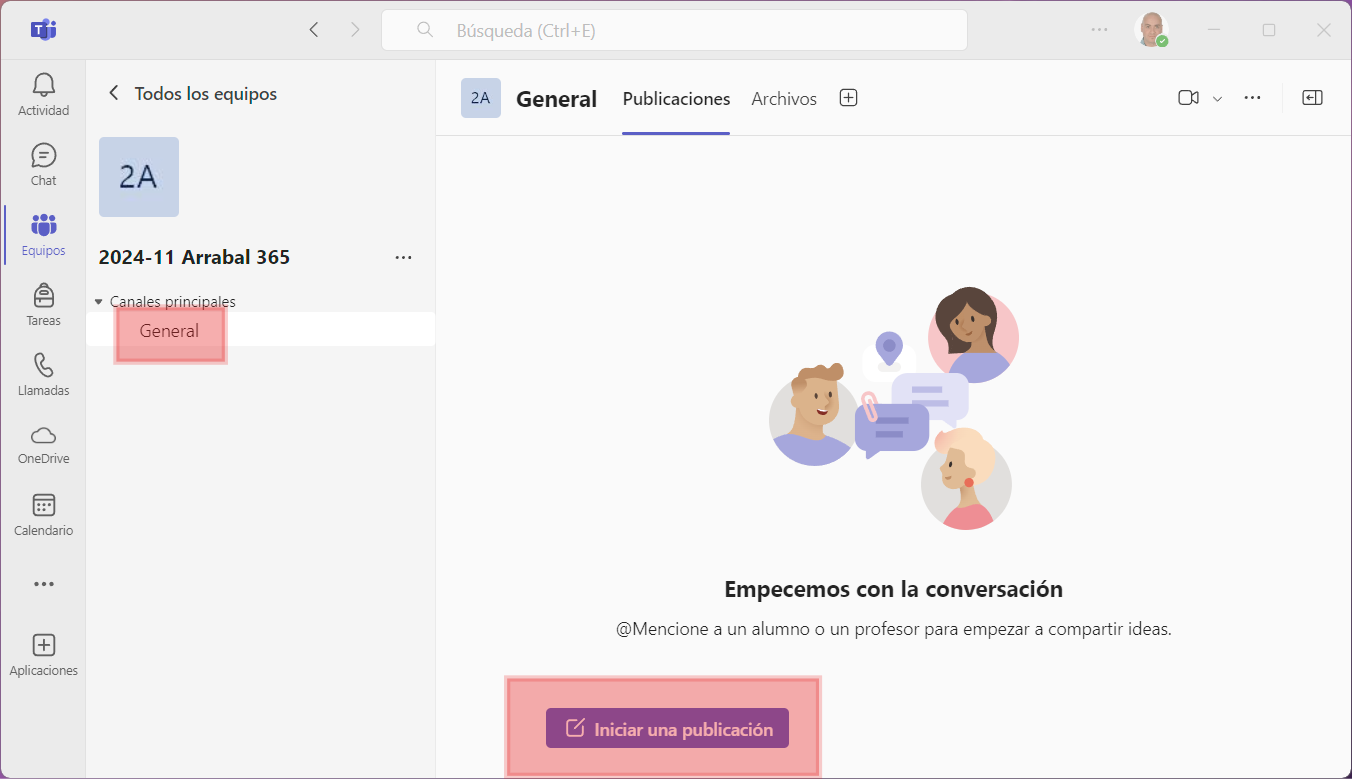 Búsqueda (Ctrl+E)
Actividad
Chat
Equipos
Tareas
Llamadas
OneDrive
Calendario
Aplicaciones
Todos los equipos
2A
2024-11 Arrabal 365
Canales principales
General
2A General Publicaciones Archivos
Empecemos con la conversación
@Mencione a un alumno o un profesor para empezar a compartir ideas.
Iniciar una publicación